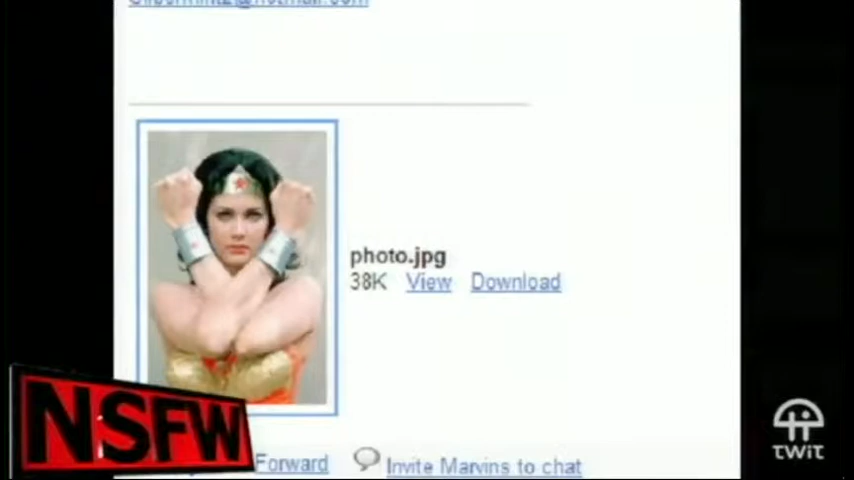 photo.jpg
38K View Download
NSFW
Forward
Invite Marvins to chat
TWiT